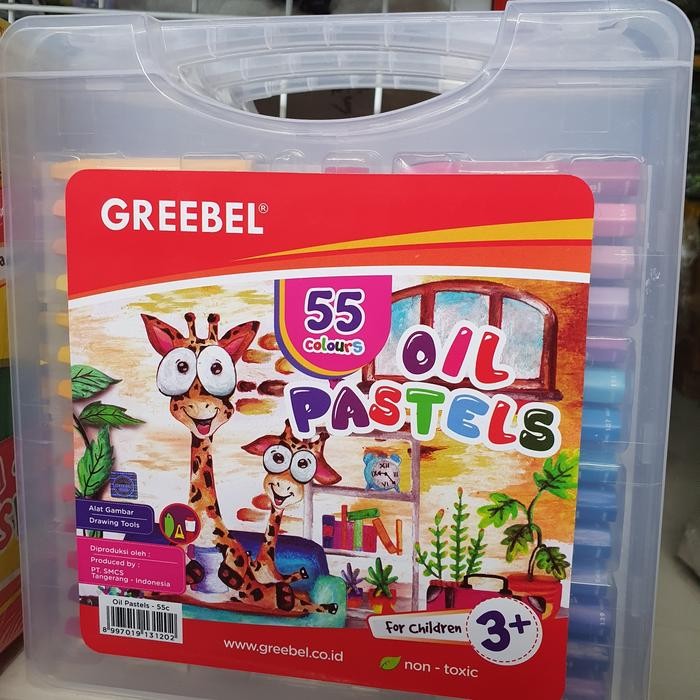 GREEBEL®
55
colours
OIL
PASTELS
XII
Alat Gambar
Drawing Tools
Diproduksi oleh :
Produced by :
PT. SMCS
Tangerang - Indonesia
Oil Pastels - 55c
8 997019 131202
for Children
3+
www.greebel.co.id
non - toxic